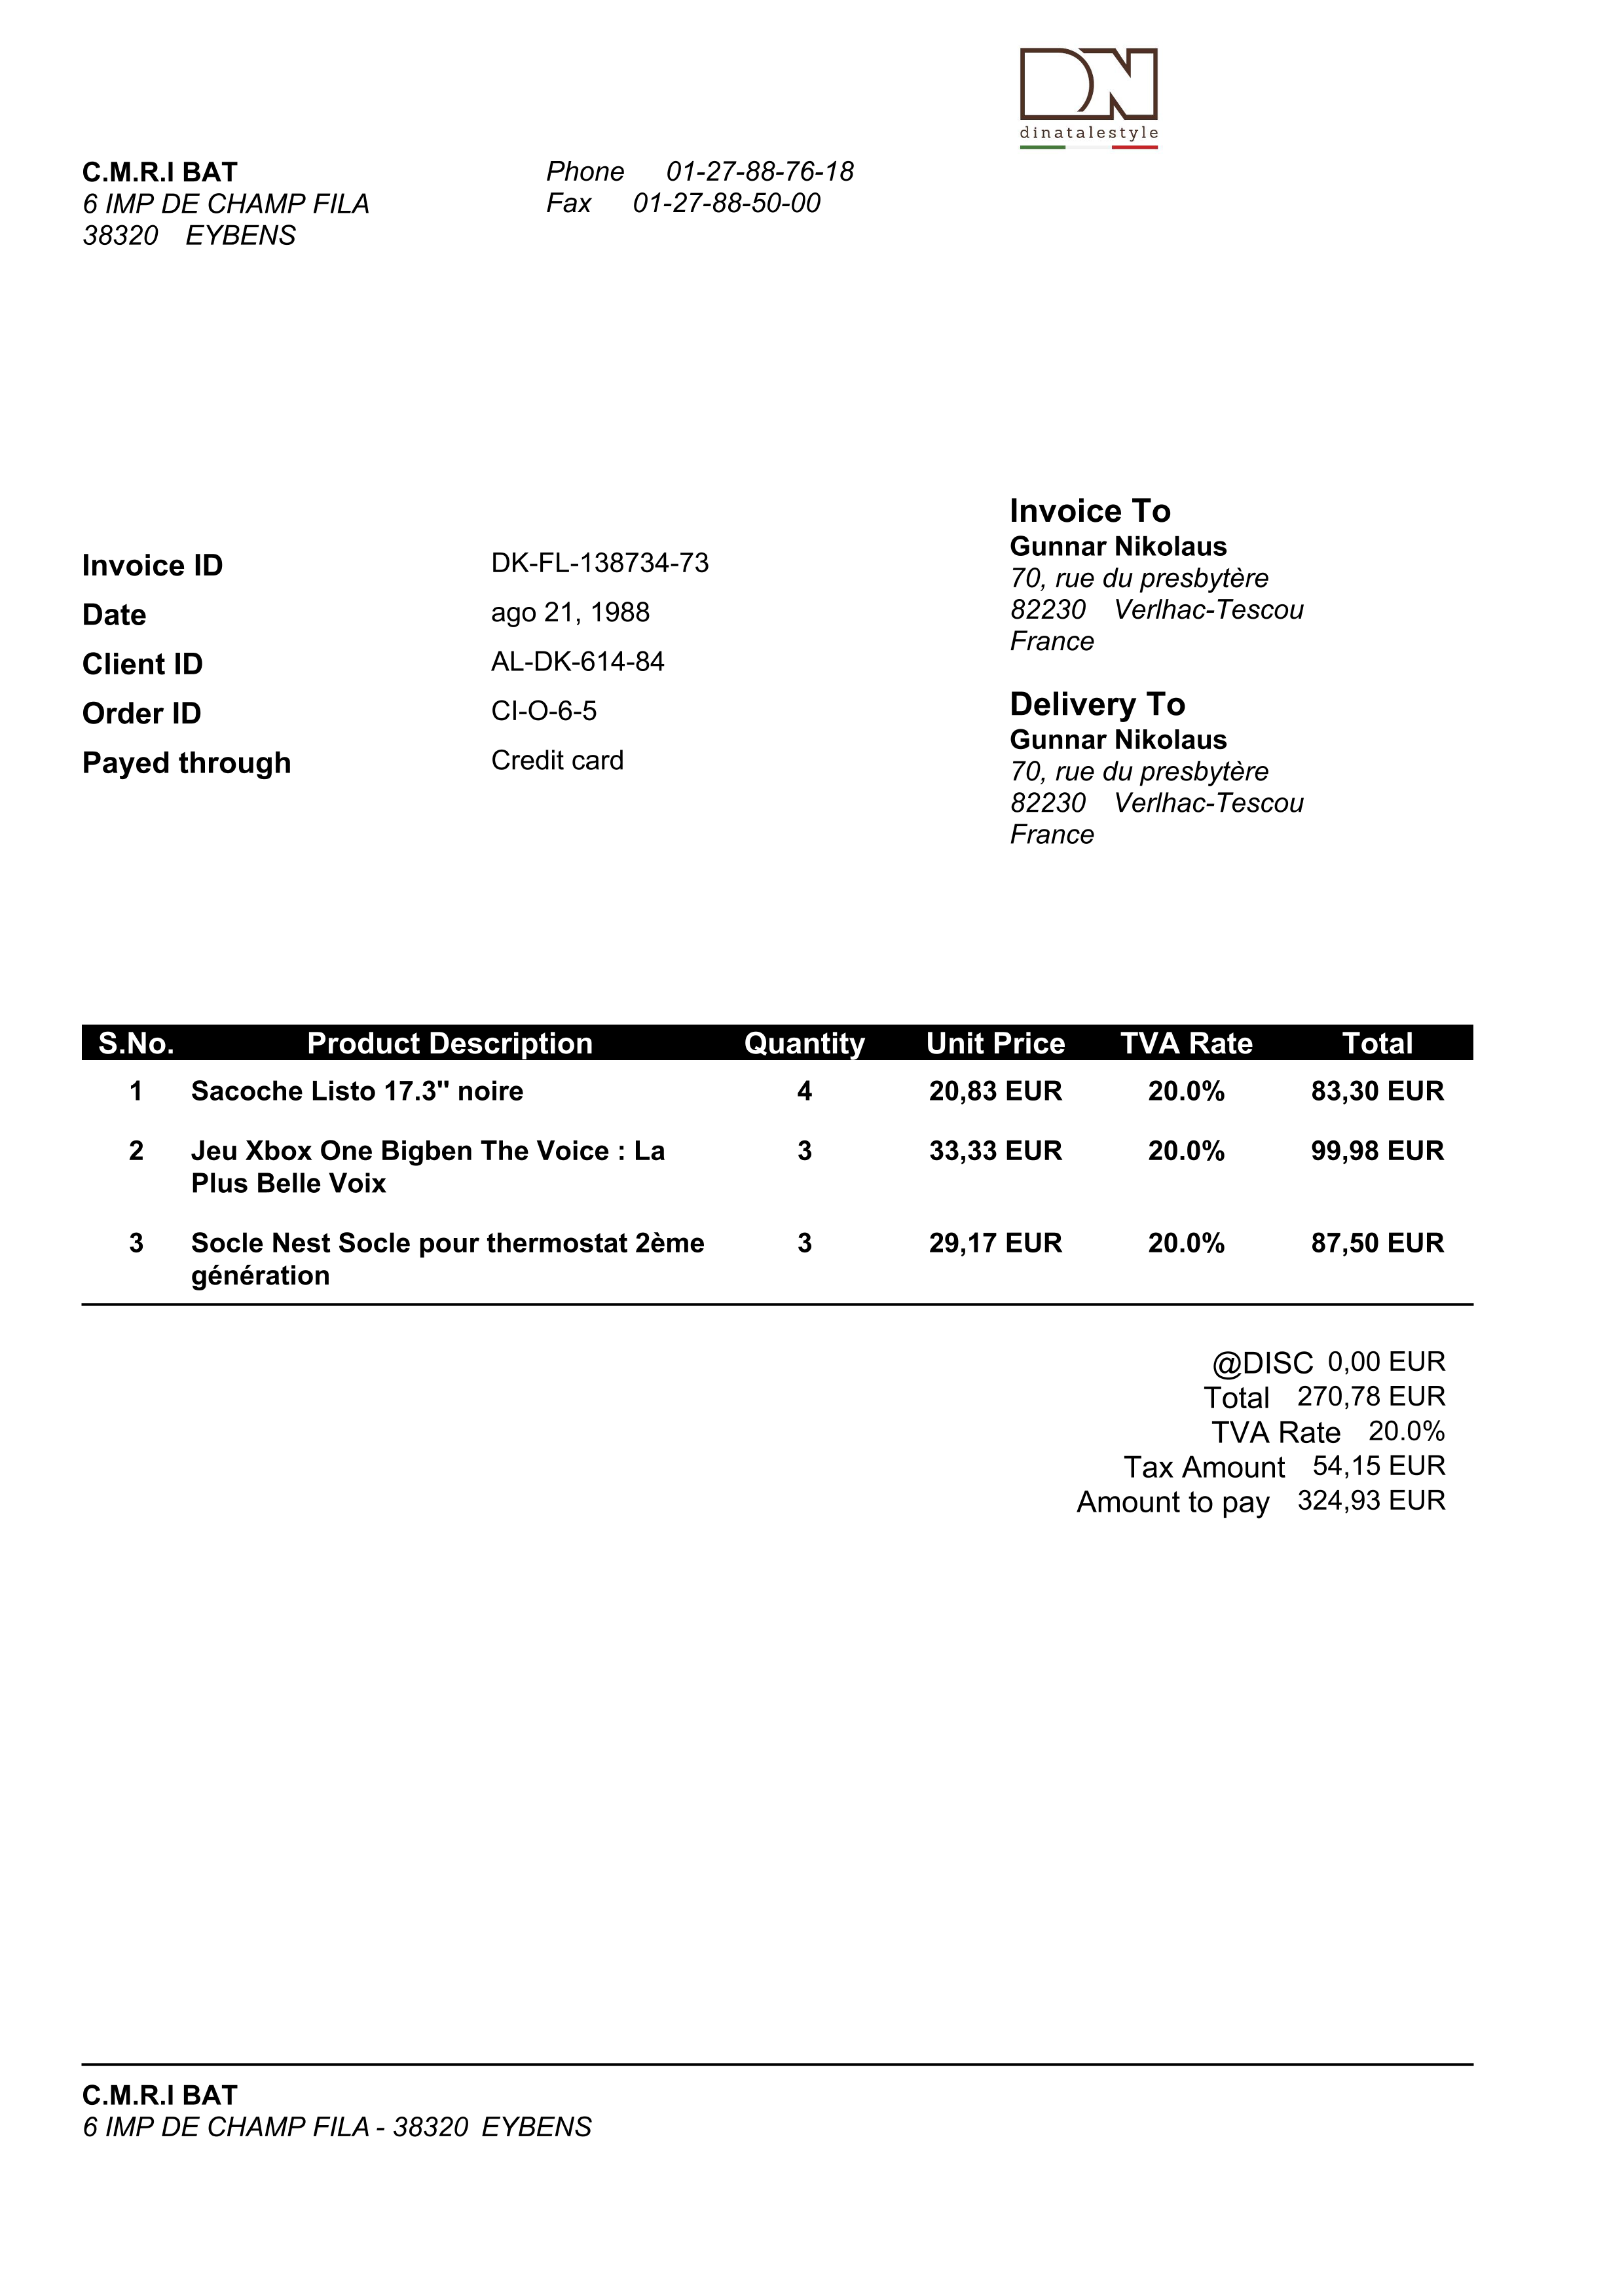 DN
dinatalestyle
C.M.R.I BAT
6 IMP DE CHAMP FILA
38320 EYBENS
Phone 01-27-88-76-18
Fax 01-27-88-50-00
Invoice ID DK-FL-138734-73
Date ago 21, 1988
Client ID AL-DK-614-84
Order ID CI-O-6-5
Payed through Credit card
Invoice To
Gunnar Nikolaus
70, rue du presbytère
82230 Verlhac-Tescou
France
Delivery To
Gunnar Nikolaus
70, rue du presbytère
82230 Verlhac-Tescou
France
S.No. Product Description Quantity Unit Price TVA Rate Total
1 Sacoche Listo 17.3" noire 4 20,83 EUR 20.0% 83,30 EUR
2 Jeu Xbox One Bigben The Voice : La 3 33,33 EUR 20.0% 99,98 EUR
Plus Belle Voix
3 Socle Nest Socle pour thermostat 2ème 3 29,17 EUR 20.0% 87,50 EUR
génération
@DISC 0,00 EUR
Total 270,78 EUR
TVA Rate 20.0%
Tax Amount 54,15 EUR
Amount to pay 324,93 EUR
C.M.R.I BAT
6 IMP DE CHAMP FILA - 38320 EYBENS